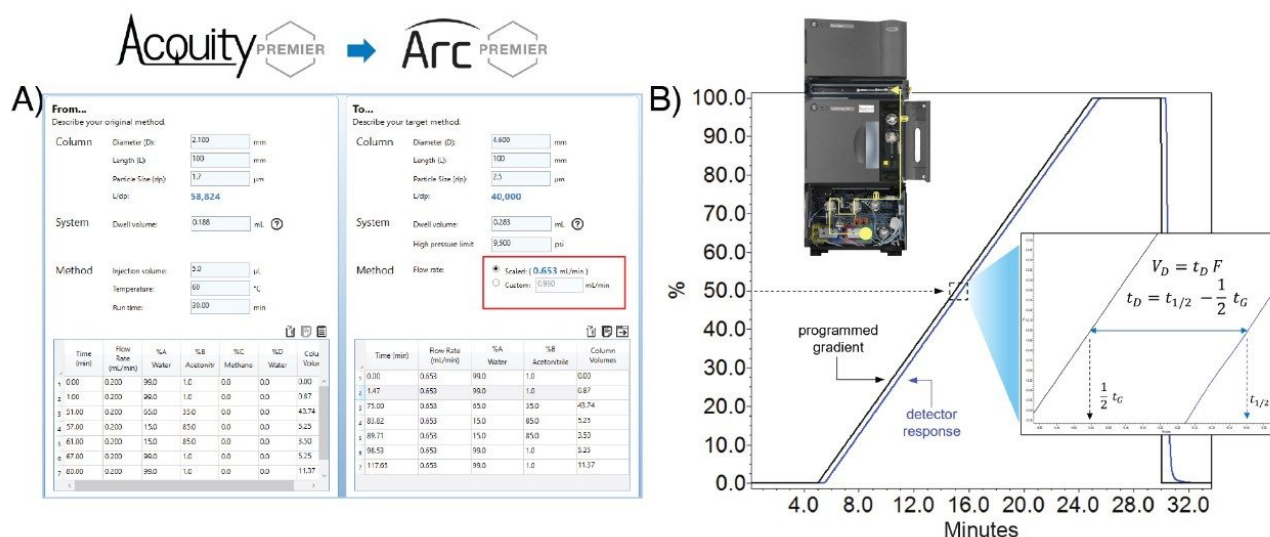 Acquity PREMIER Arc PREMIER
A)
From...
Describe your original method.
Column Diameter (D): 2.100 mm
Length (L): 100 mm
Particle Size (dp): 1.7 µm
L/dp: 58,824
System Dwell volume: 0.188 mL ?
Method Injection volume: 5.0 µL
Temperature: 60 °C
Run time: 30.00 min
Time (min) Flow Rate (mL/min) %A Water %B Acetonitr %C Methane %D Water Colu Volum
1 0.00 0.200 99.0 1.0 0.0 0.0 0.00
2 1.00 0.200 99.0 1.0 0.0 0.0 0.87
3 51.00 0.200 65.0 35.0 0.0 0.0 43.74
4 57.00 0.200 15.0 85.0 0.0 0.0 5.25
5 61.00 0.200 15.0 85.0 0.0 0.0 3.50
6 67.00 0.200 99.0 1.0 0.0 0.0 5.25
7 80.00 0.200 99.0 1.0 0.0 0.0 11.37
To...
Describe your target method.
Column Diameter (D): 4.600 mm
Length (L): 100 mm
Particle Size (dp): 2.5 µm
L/dp: 40,000
System Dwell volume: 0.283 mL ?
High pressure limit 9,500 psi
Method Flow rate: Scaled: ( 0.653 mL/min )
Custom: 0.960 mL/min
Time (min) Flow Rate (mL/min) %A Water %B Acetonitrile Column Volumes
1 0.00 0.653 99.0 1.0 0.00
2 1.47 0.653 99.0 1.0 0.87
3 75.00 0.653 65.0 35.0 43.74
4 83.82 0.653 15.0 85.0 5.25
5 89.71 0.653 15.0 85.0 3.50
6 98.53 0.653 99.0 1.0 5.25
7 117.65 0.653 99.0 1.0 11.37
B)
100.0
90.0
80.0
70.0
60.0
50.0
40.0
30.0
20.0
10.0
0.0
%
programmed
gradient
detector
response
V_D = t_D F
t_D = t_{1/2} − 1/2 t_G
1/2 t_G
t_{1/2}
4.0 8.0 12.0 16.0 20.0 24.0 28.0 32.0
Minutes